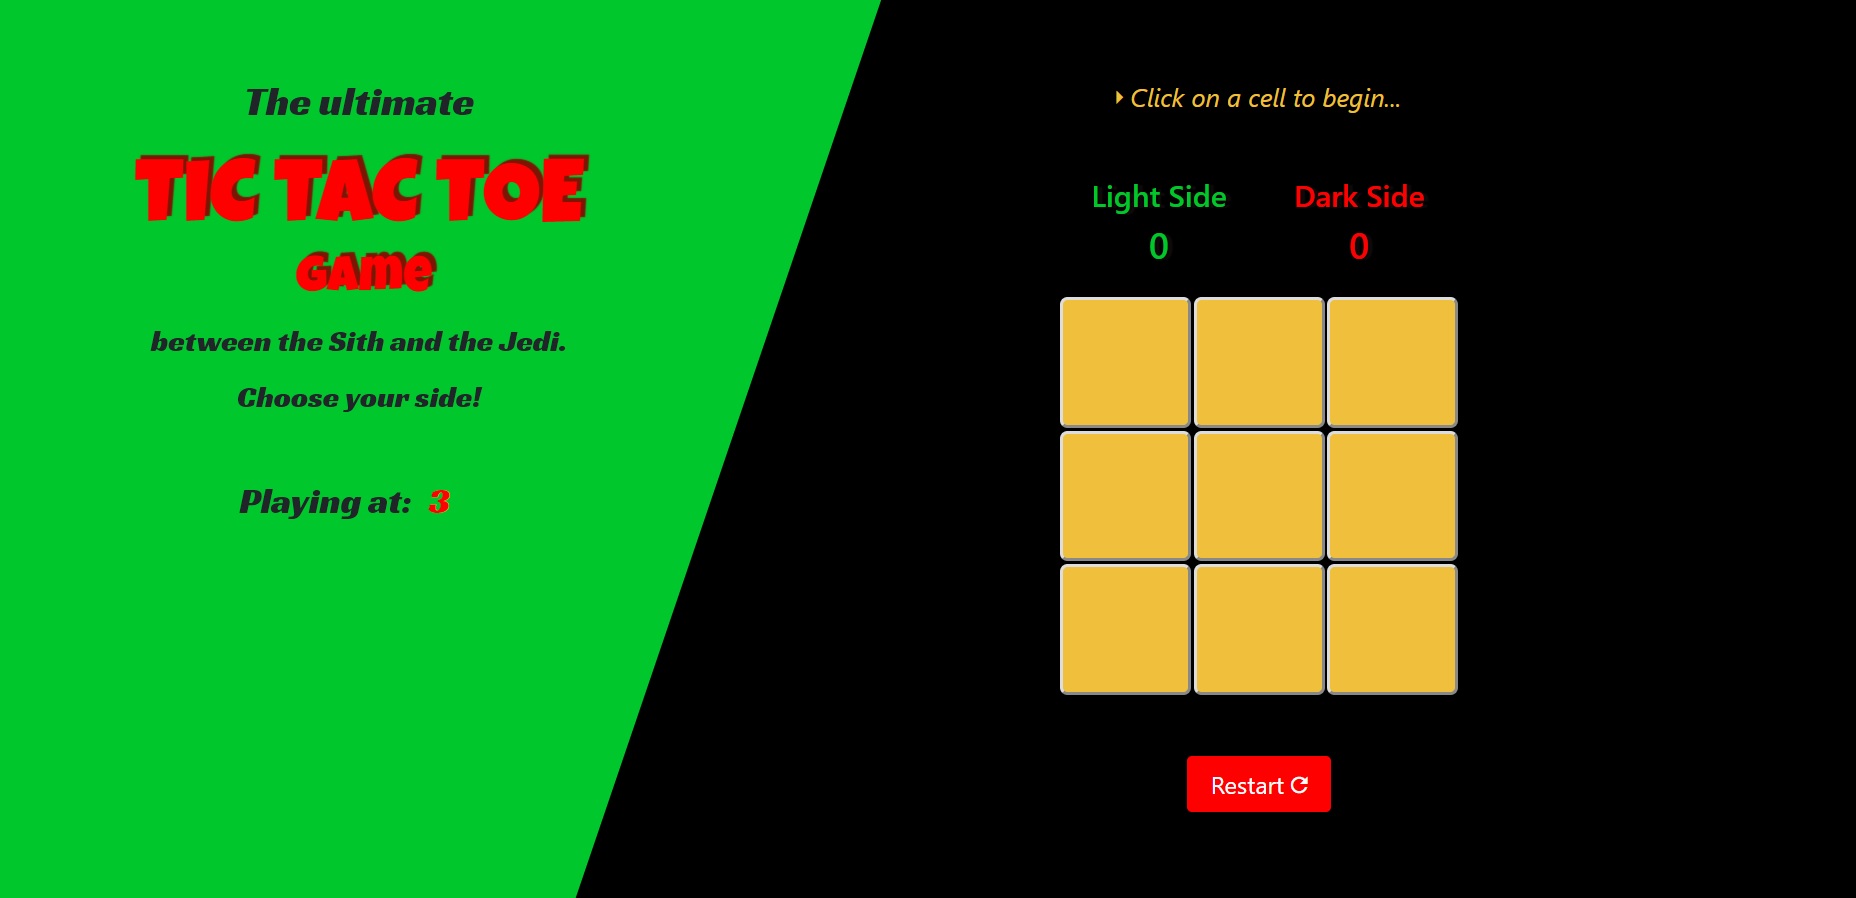 The ultimate
TIC TAC TOE
GAme
between the Sith and the Jedi.
Choose your side!
Playing at: 3
Click on a cell to begin...
Light Side
0
Dark Side
0
Restart